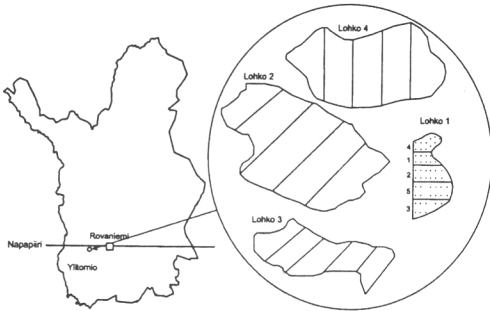 Lohko 4
Lohko 2
Lohko 1
4
1
2
5
3
Lohko 3
Rovaniemi
Napapiiri
Ylitornio